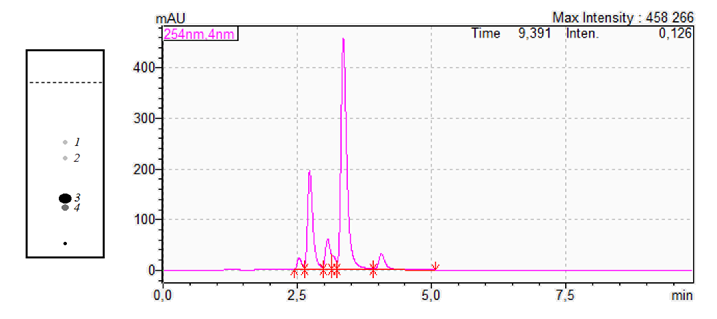 mAU
Max Intensity : 458 266
254nm,4nm
Time 9,391 Inten. 0,126
400
300
200
100
0
0,0 2,5 5,0 7,5 min
1
2
3
4